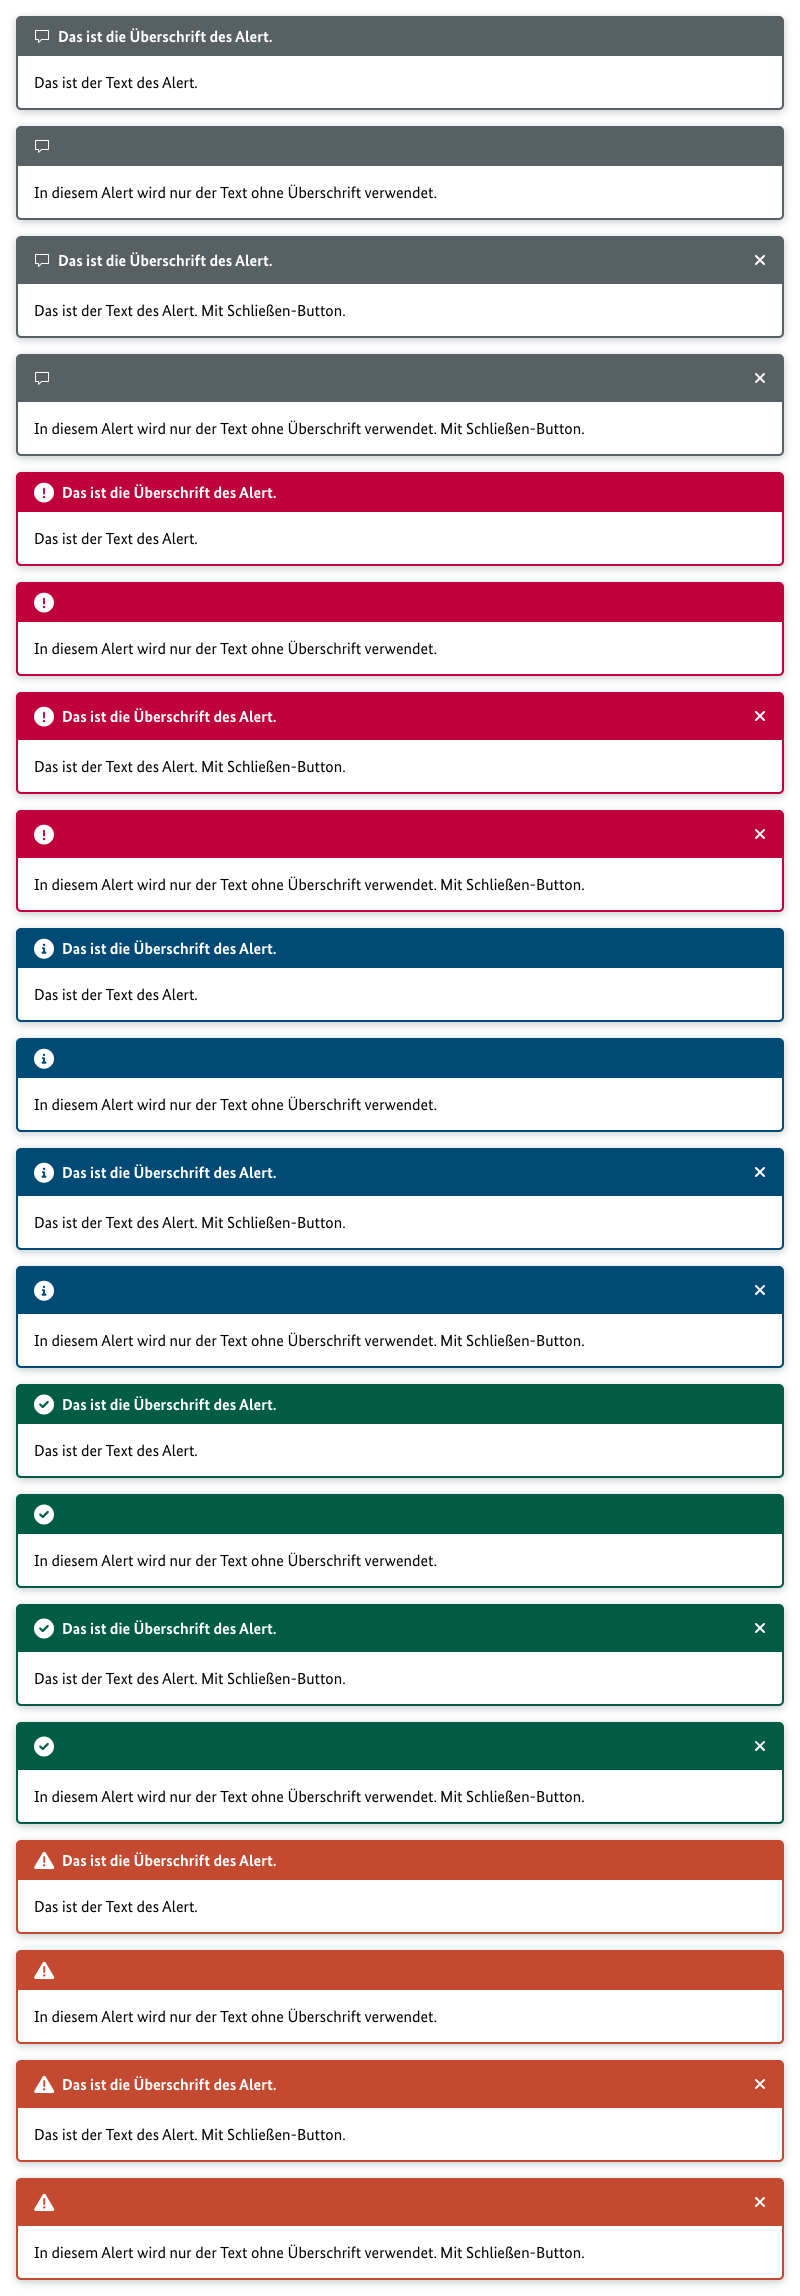 Das ist die Überschrift des Alert.
Das ist der Text des Alert.
In diesem Alert wird nur der Text ohne Überschrift verwendet.
Das ist die Überschrift des Alert.
Das ist der Text des Alert. Mit Schließen-Button.
In diesem Alert wird nur der Text ohne Überschrift verwendet. Mit Schließen-Button.
Das ist die Überschrift des Alert.
Das ist der Text des Alert.
In diesem Alert wird nur der Text ohne Überschrift verwendet.
Das ist die Überschrift des Alert.
Das ist der Text des Alert. Mit Schließen-Button.
In diesem Alert wird nur der Text ohne Überschrift verwendet. Mit Schließen-Button.
Das ist die Überschrift des Alert.
Das ist der Text des Alert.
In diesem Alert wird nur der Text ohne Überschrift verwendet.
Das ist die Überschrift des Alert.
Das ist der Text des Alert. Mit Schließen-Button.
In diesem Alert wird nur der Text ohne Überschrift verwendet. Mit Schließen-Button.
Das ist die Überschrift des Alert.
Das ist der Text des Alert.
In diesem Alert wird nur der Text ohne Überschrift verwendet.
Das ist die Überschrift des Alert.
Das ist der Text des Alert. Mit Schließen-Button.
In diesem Alert wird nur der Text ohne Überschrift verwendet. Mit Schließen-Button.
Das ist die Überschrift des Alert.
Das ist der Text des Alert.
In diesem Alert wird nur der Text ohne Überschrift verwendet.
Das ist die Überschrift des Alert.
Das ist der Text des Alert. Mit Schließen-Button.
In diesem Alert wird nur der Text ohne Überschrift verwendet. Mit Schließen-Button.